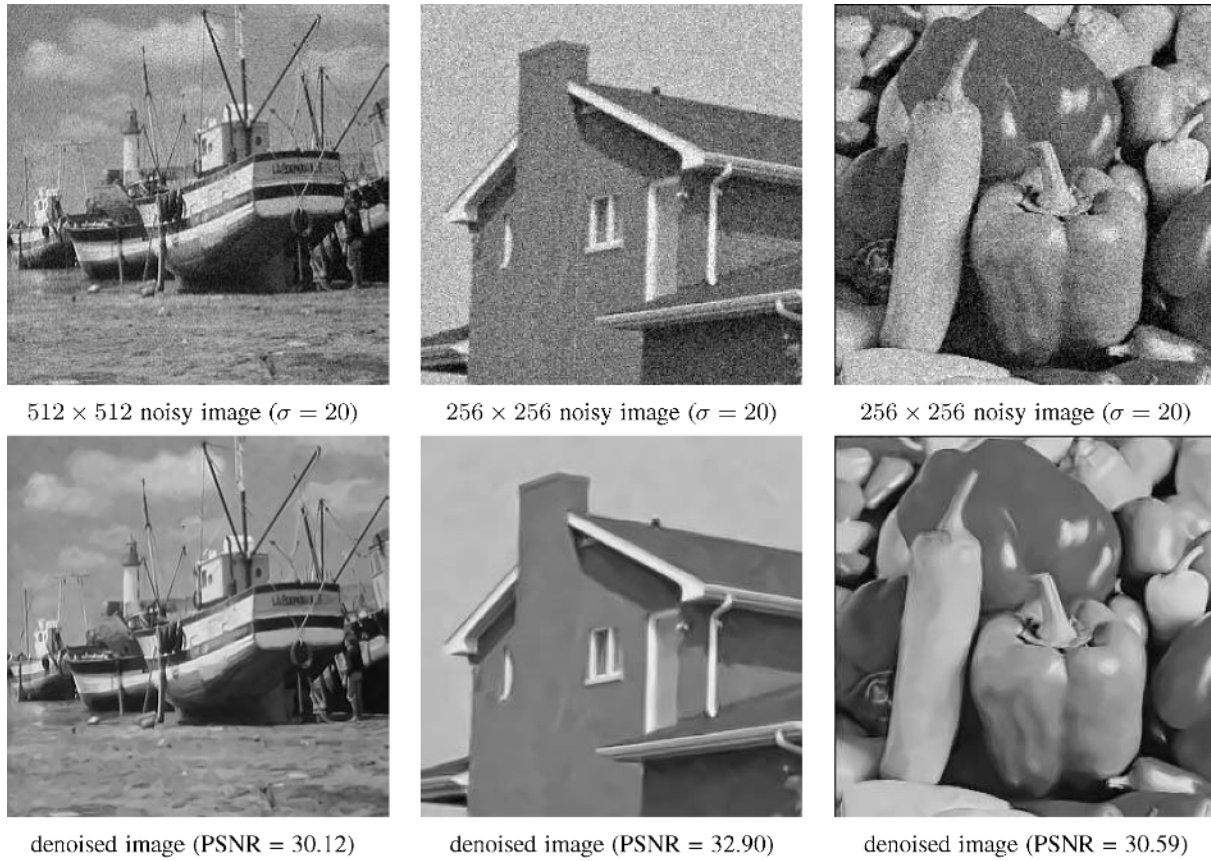 512 × 512 noisy image (σ = 20)
256 × 256 noisy image (σ = 20)
256 × 256 noisy image (σ = 20)
denoised image (PSNR = 30.12)
denoised image (PSNR = 32.90)
denoised image (PSNR = 30.59)